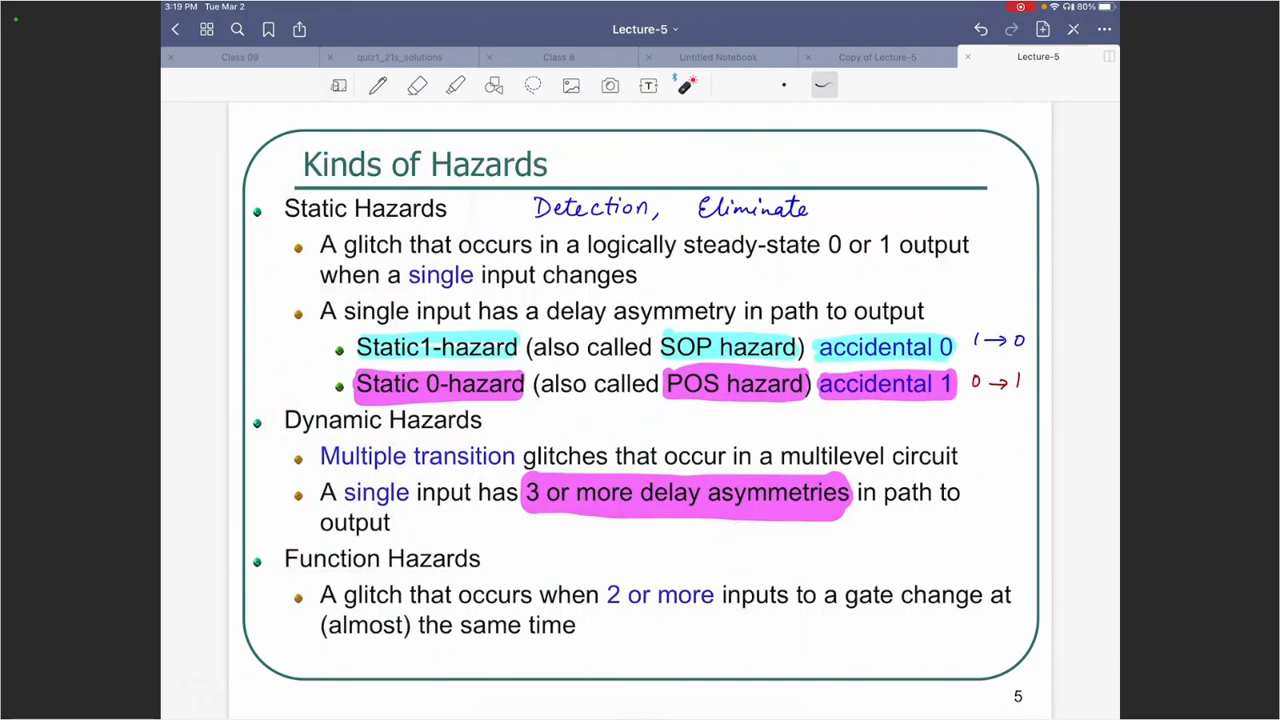 3:19 PM Tue Mar 2
80%
Lecture-5
Class 09
quiz1_21s_solutions
Class 8
Untitled Notebook
Copy of Lecture-5
Lecture-5
Kinds of Hazards
Static Hazards Detection, Eliminate
A glitch that occurs in a logically steady-state 0 or 1 output
when a single input changes
A single input has a delay asymmetry in path to output
Static1-hazard (also called SOP hazard) accidental 0 1→0
Static 0-hazard (also called POS hazard) accidental 1 0→1
Dynamic Hazards
Multiple transition glitches that occur in a multilevel circuit
A single input has 3 or more delay asymmetries in path to
output
Function Hazards
A glitch that occurs when 2 or more inputs to a gate change at
(almost) the same time
5